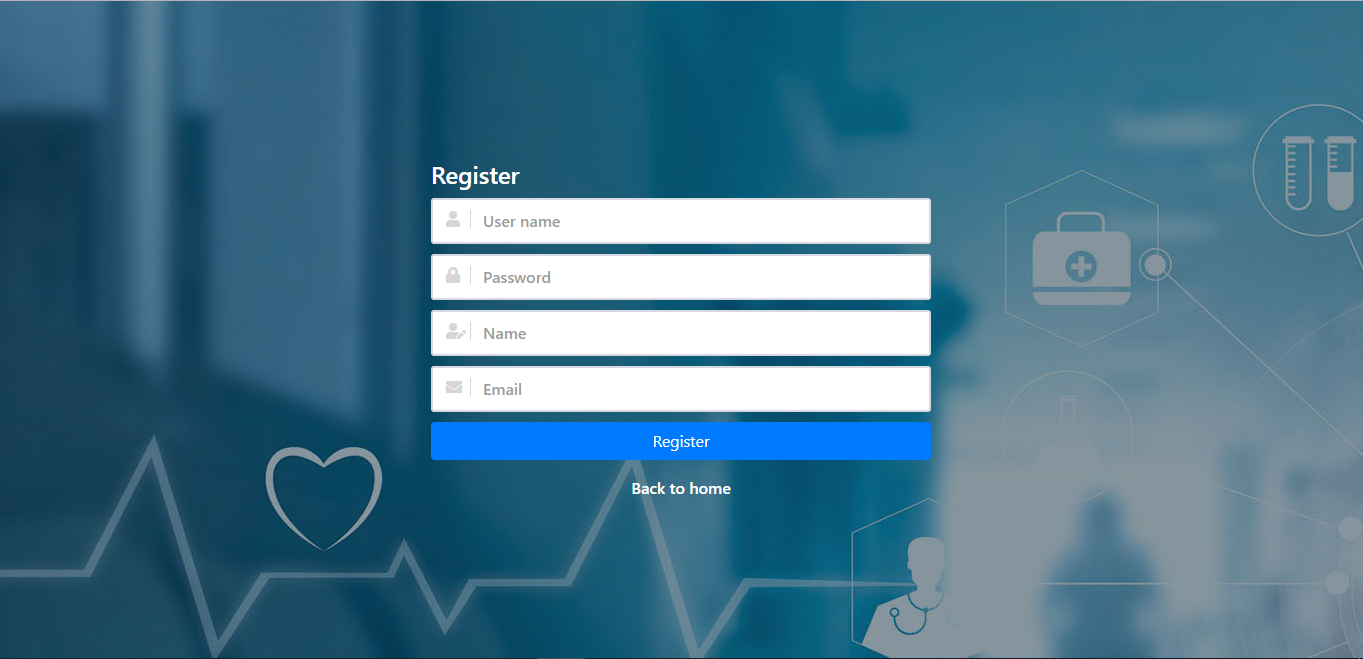 Register
User name
Password
Name
Email
Register
Back to home